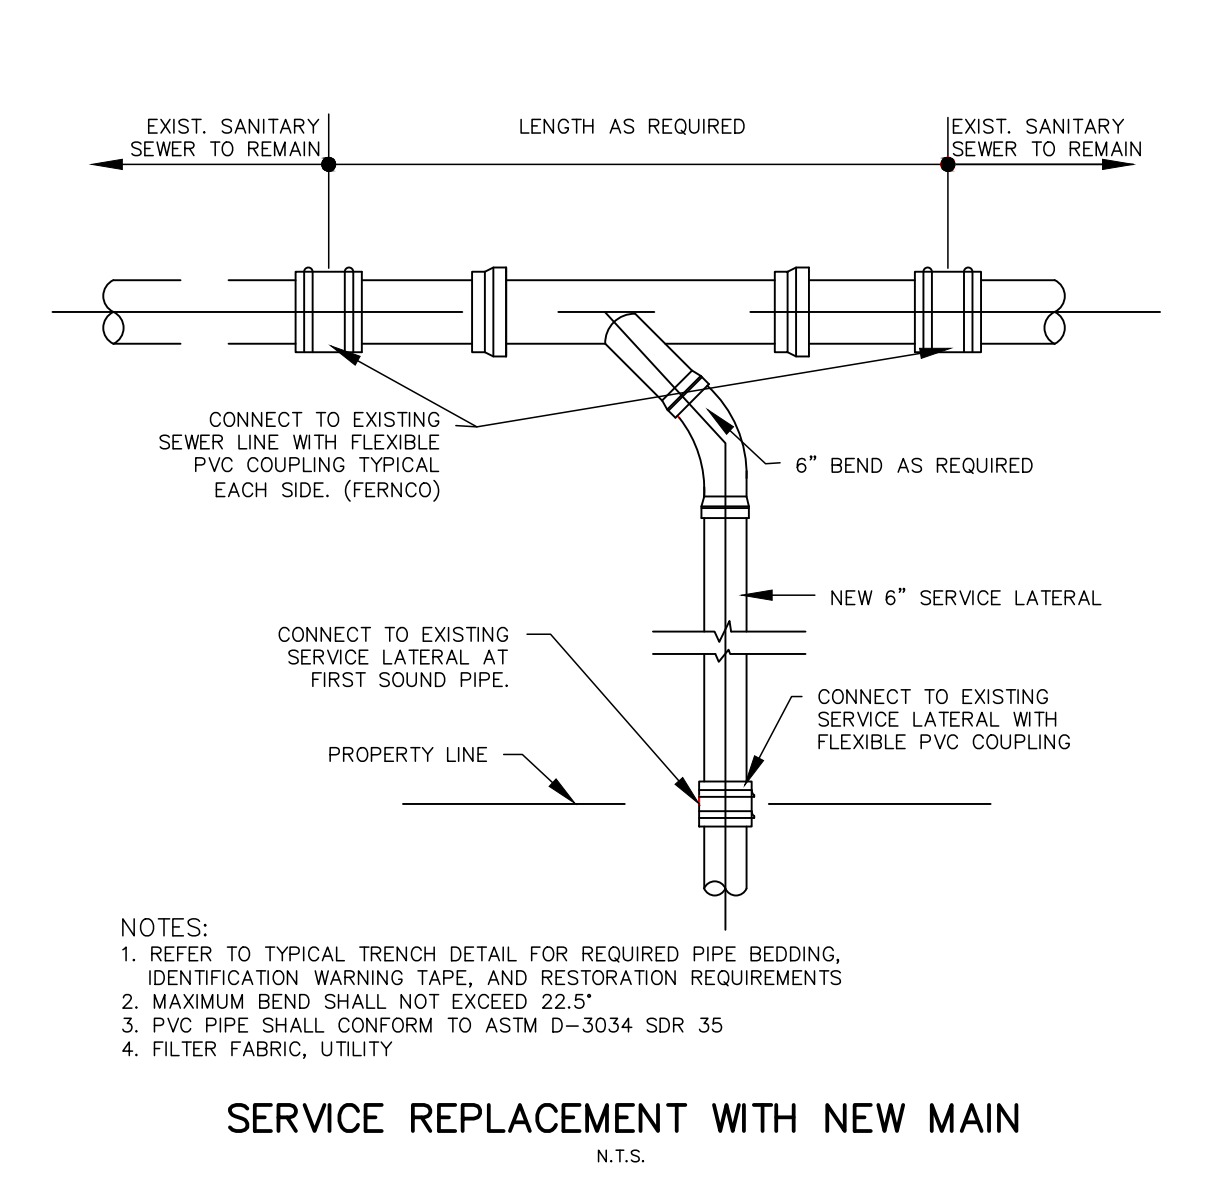 EXIST. SANITARY
SEWER TO REMAIN
LENGTH AS REQUIRED
EXIST. SANITARY
SEWER TO REMAIN
CONNECT TO EXISTING
SEWER LINE WITH FLEXIBLE
PVC COUPLING TYPICAL
EACH SIDE. (FERNCO)
6" BEND AS REQUIRED
NEW 6" SERVICE LATERAL
CONNECT TO EXISTING
SERVICE LATERAL AT
FIRST SOUND PIPE.
CONNECT TO EXISTING
SERVICE LATERAL WITH
FLEXIBLE PVC COUPLING
PROPERTY LINE
NOTES:
1. REFER TO TYPICAL TRENCH DETAIL FOR REQUIRED PIPE BEDDING,
IDENTIFICATION WARNING TAPE, AND RESTORATION REQUIREMENTS
2. MAXIMUM BEND SHALL NOT EXCEED 22.5°
3. PVC PIPE SHALL CONFORM TO ASTM D-3034 SDR 35
4. FILTER FABRIC, UTILITY
SERVICE REPLACEMENT WITH NEW MAIN
N.T.S.